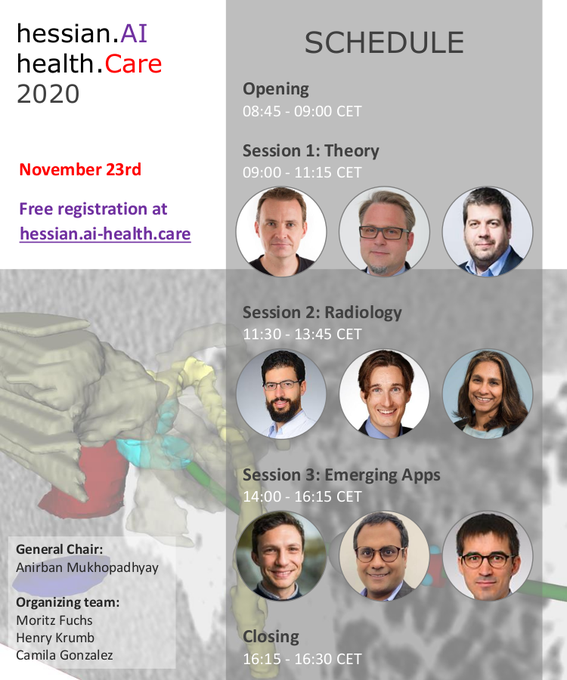 hessian.AI
health.Care
2020
November 23rd
Free registration at
hessian.ai-health.care
SCHEDULE
Opening
08:45 - 09:00 CET
Session 1: Theory
09:00 - 11:15 CET
Session 2: Radiology
11:30 - 13:45 CET
Session 3: Emerging Apps
14:00 - 16:15 CET
Closing
16:15 - 16:30 CET
General Chair:
Anirban Mukhopadhyay
Organizing team:
Moritz Fuchs
Henry Krumb
Camila Gonzalez